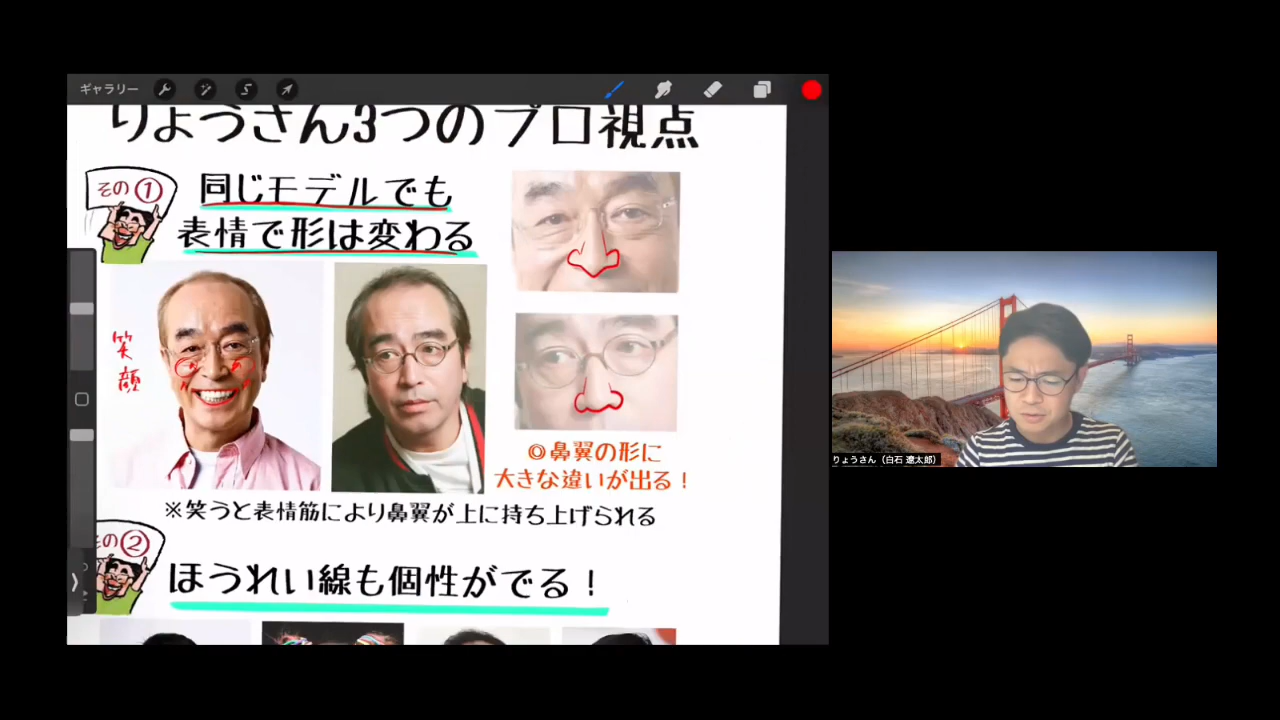 ギャラリー
りょうさん3つのプロ視点
その①
同じモデルでも
表情で形は変わる
笑顔
◎鼻翼の形に
大きな違いが出る!
※笑うと表情筋により鼻翼が上に持ち上げられる
その②
ほうれい線も個性がでる!
りょうさん(白石 遼太郎)